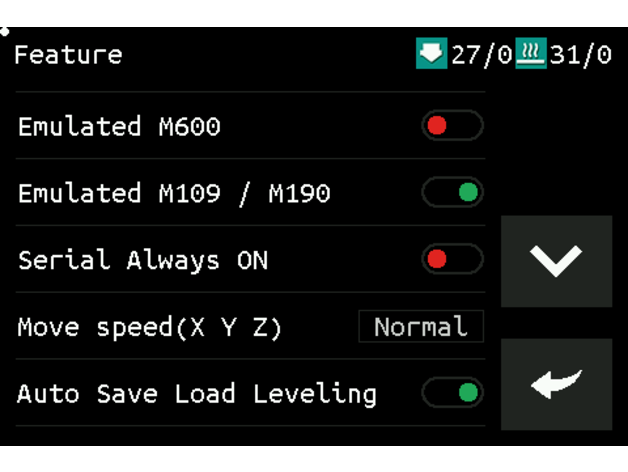 Feature 27/0 31/0
Emulated M600
Emulated M109 / M190
Serial Always ON
Move speed(X Y Z) Normal
Auto Save Load Leveling